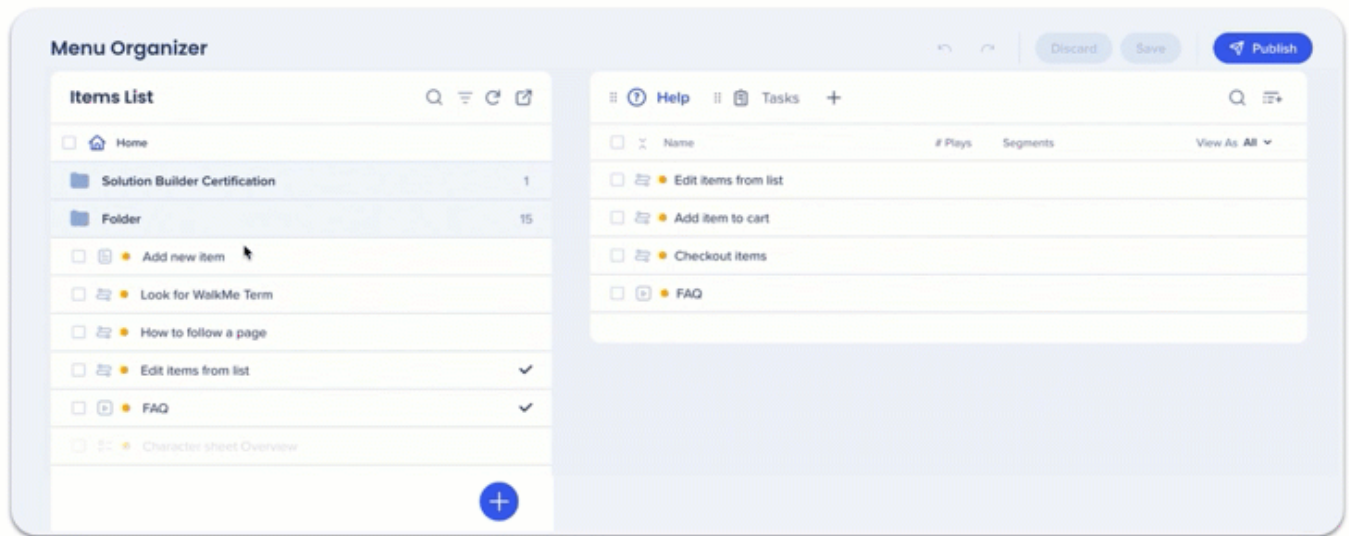 Menu Organizer
Discard Save Publish
Items List
Home
Solution Builder Certification 1
Folder 15
Add new item
Look for WalkMe Term
How to follow a page
Edit items from list
FAQ
Character sheet Overview
Help Tasks
Name # Plays Segments View As All
Edit items from list
Add item to cart
Checkout items
FAQ